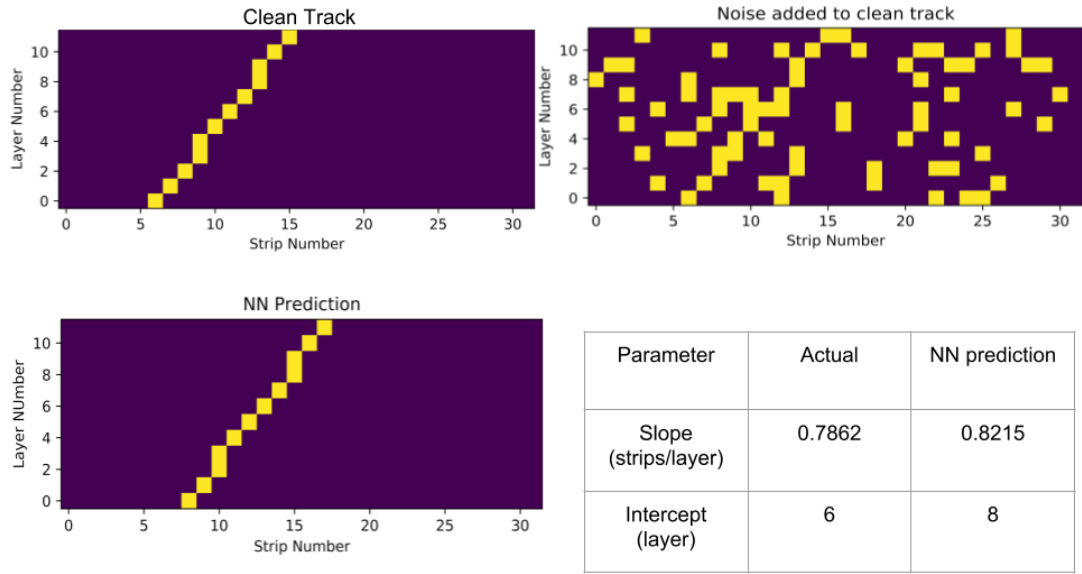 Clean Track
10
8
6
4
2
0
Layer Number
0 5 10 15 20 25 30
Strip Number
Noise added to clean track
10
8
6
4
2
0
Layer Number
0 5 10 15 20 25 30
Strip Number
NN Prediction
10
8
6
4
2
0
Layer NUmber
0 5 10 15 20 25 30
Strip Number
Parameter Actual NN prediction
Slope 0.7862 0.8215
(strips/layer)
Intercept 6 8
(layer)